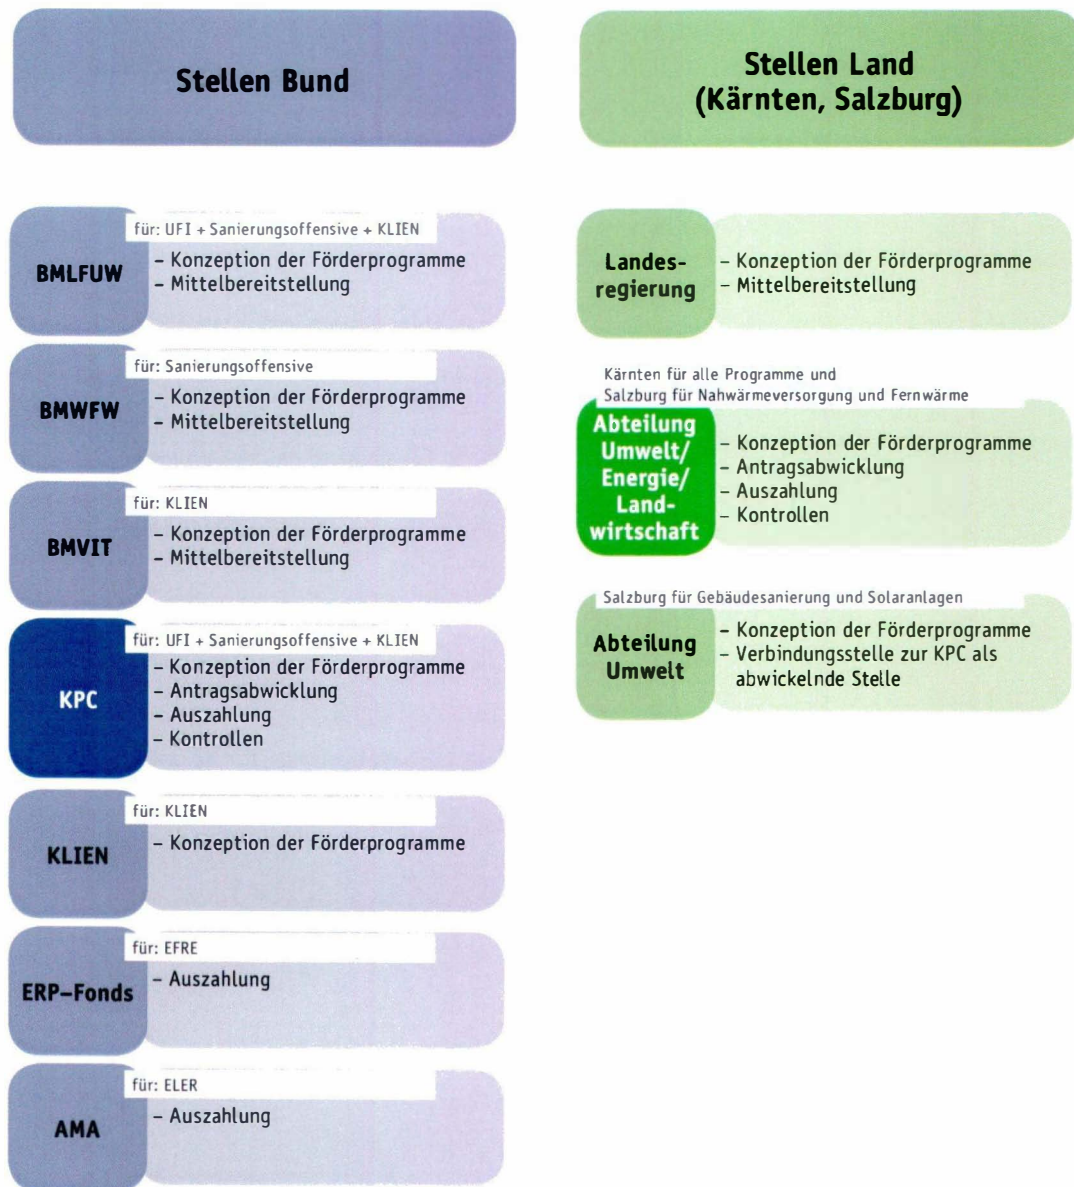 Stellen Bund
für: UFI + Sanierungsoffensive + KLIEN
BMLFUW
– Konzeption der Förderprogramme
– Mittelbereitstellung
für: Sanierungsoffensive
BMWFW
– Konzeption der Förderprogramme
– Mittelbereitstellung
für: KLIEN
BMVIT
– Konzeption der Förderprogramme
– Mittelbereitstellung
für: UFI + Sanierungsoffensive + KLIEN
KPC
– Konzeption der Förderprogramme
– Antragsabwicklung
– Auszahlung
– Kontrollen
für: KLIEN
KLIEN
– Konzeption der Förderprogramme
für: EFRE
ERP–Fonds
– Auszahlung
für: ELER
AMA
– Auszahlung
Stellen Land
(Kärnten, Salzburg)
Landes-
regierung
– Konzeption der Förderprogramme
– Mittelbereitstellung
Kärnten für alle Programme und
Salzburg für Nahwärmeversorgung und Fernwärme
Abteilung
Umwelt/
Energie/
Land-
wirtschaft
– Konzeption der Förderprogramme
– Antragsabwicklung
– Auszahlung
– Kontrollen
Salzburg für Gebäudesanierung und Solaranlagen
Abteilung
Umwelt
– Konzeption der Förderprogramme
– Verbindungsstelle zur KPC als
abwickelnde Stelle